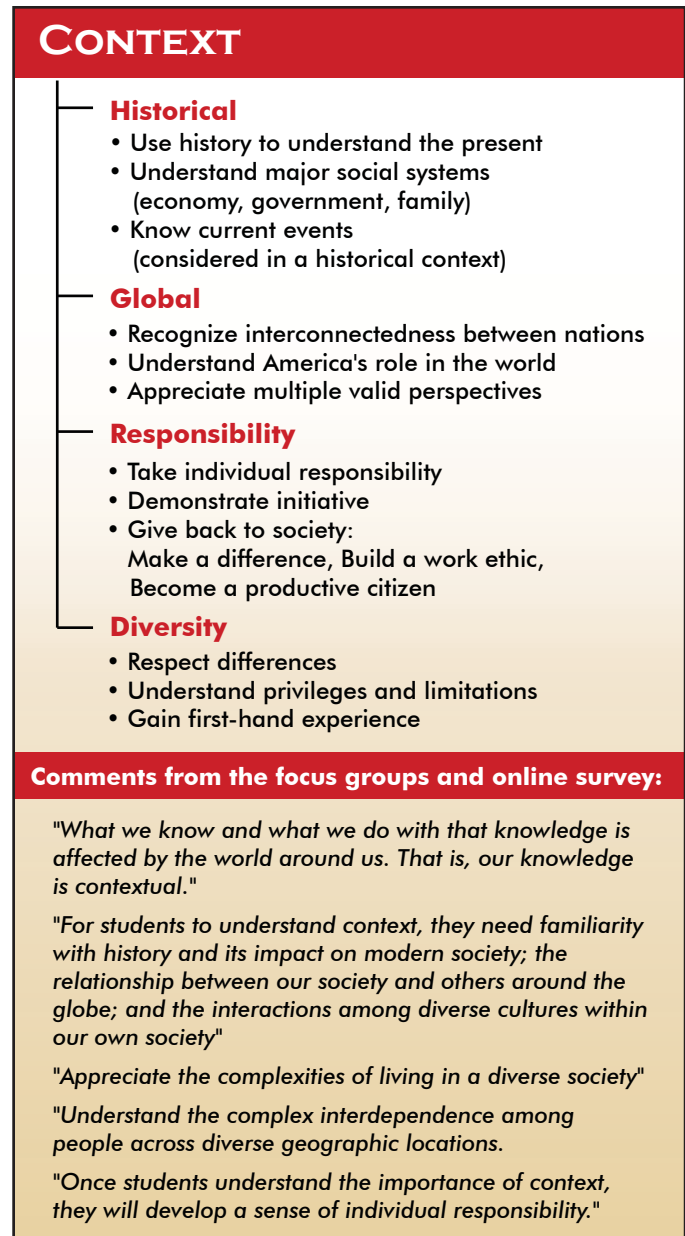 CONTEXT
Historical
• Use history to understand the present
• Understand major social systems
(economy, government, family)
• Know current events
(considered in a historical context)
Global
• Recognize interconnectedness between nations
• Understand America's role in the world
• Appreciate multiple valid perspectives
Responsibility
• Take individual responsibility
• Demonstrate initiative
• Give back to society:
Make a difference, Build a work ethic,
Become a productive citizen
Diversity
• Respect differences
• Understand privileges and limitations
• Gain first-hand experience
Comments from the focus groups and online survey:
"What we know and what we do with that knowledge is
affected by the world around us. That is, our knowledge
is contextual."
"For students to understand context, they need familiarity
with history and its impact on modern society; the
relationship between our society and others around the
globe; and the interactions among diverse cultures within
our own society"
"Appreciate the complexities of living in a diverse society"
"Understand the complex interdependence among
people across diverse geographic locations.
"Once students understand the importance of context,
they will develop a sense of individual responsibility."